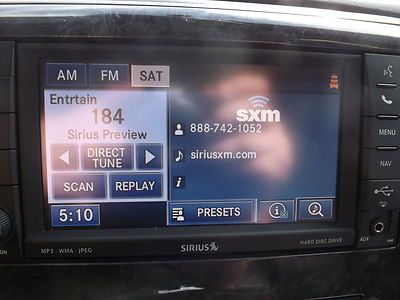 AM FM SAT
Entrtain
184
Sirius Preview
DIRECT
TUNE
SCAN REPLAY
5:10
sxm
888-742-1052
siriusxm.com
PRESETS
MENU
NAV
FULL
AUX
MP3 - WMA - JPEG
SIRIUS
HARD DISC DRIVE